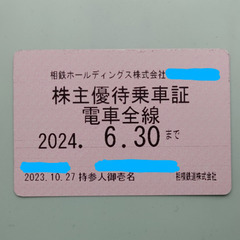 相鉄ホールディングス株式会社
株主優待乗車証
電車全線
2024. 6.30まで
2023.10.27 持参人御壱名 相模鉄道株式会社